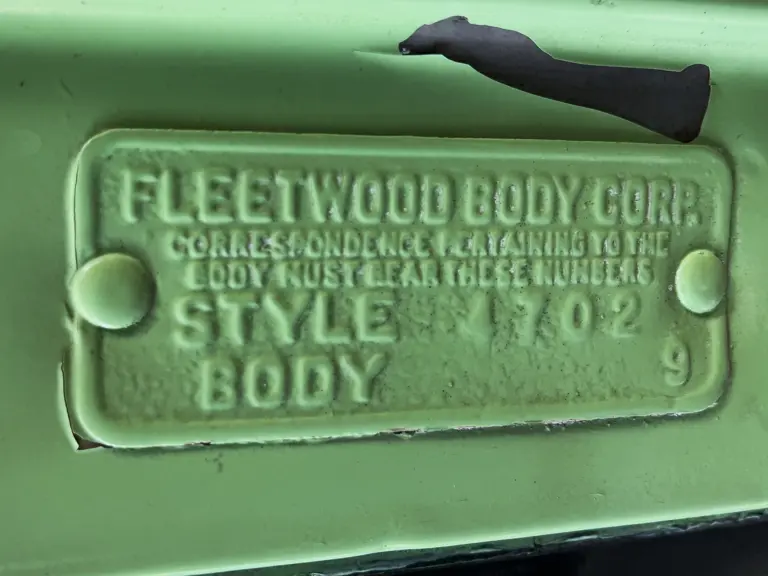 FLEETWOOD BODY CORP.
CORRESPONDENCE PERTAINING TO THE
BODY MUST BEAR THESE NUMBERS
STYLE 4702
BODY 9